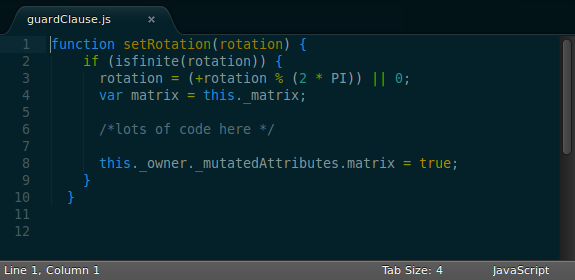 guardClause.js ×
1 function setRotation(rotation) {
2 if (isfinite(rotation)) {
3 rotation = (+rotation % (2 * PI)) || 0;
4 var matrix = this._matrix;
5
6 /*lots of code here */
7
8 this._owner._mutatedAttributes.matrix = true;
9 }
10 }
11
12
Line 1, Column 1 Tab Size: 4 JavaScript